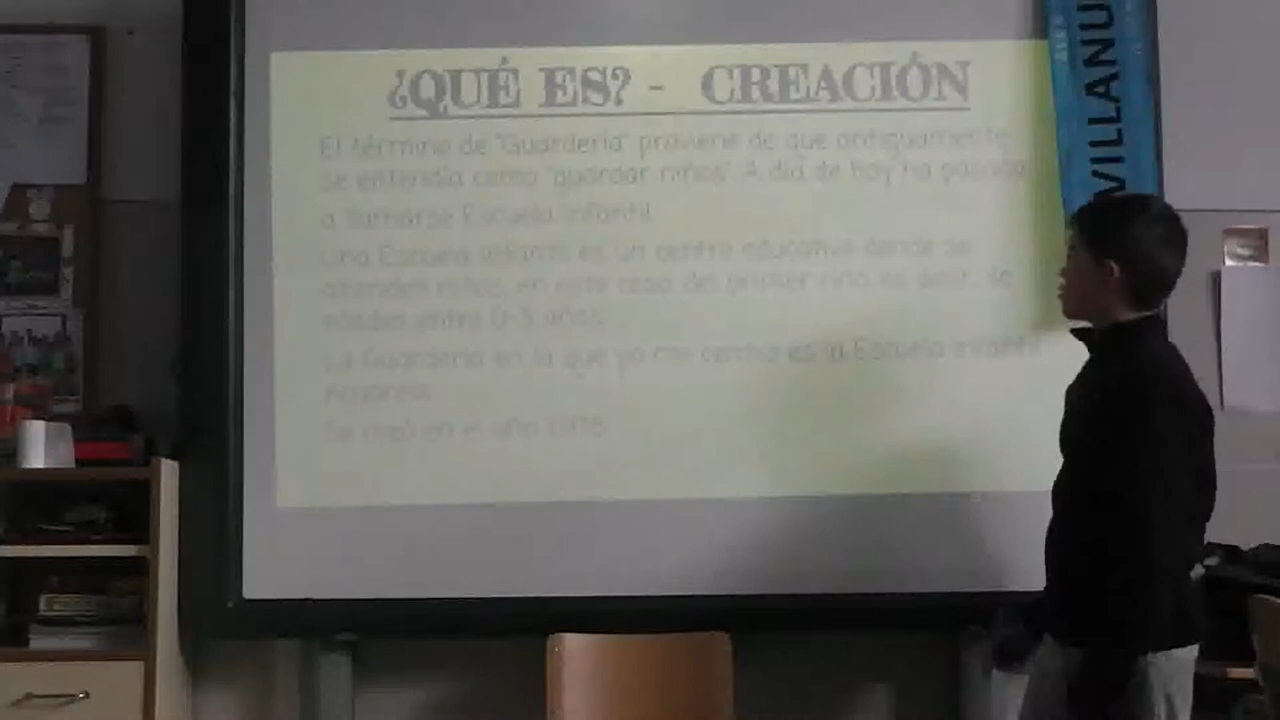 ¿QUÉ ES? - CREACIÓN
El término de "Guardería" proviene de que antiguamente
se entendía como "guardar niños". A día de hoy ha pasado
a llamarse Escuela Infantil.
Una Escuela Infantil es un centro educativo donde se
atienden niños, en este caso del primer ciclo es decir, se
entre 0-3 años.
La Guardería en la que yo me centro es la Escuela Infantil
Se creó en el año
VILLANU